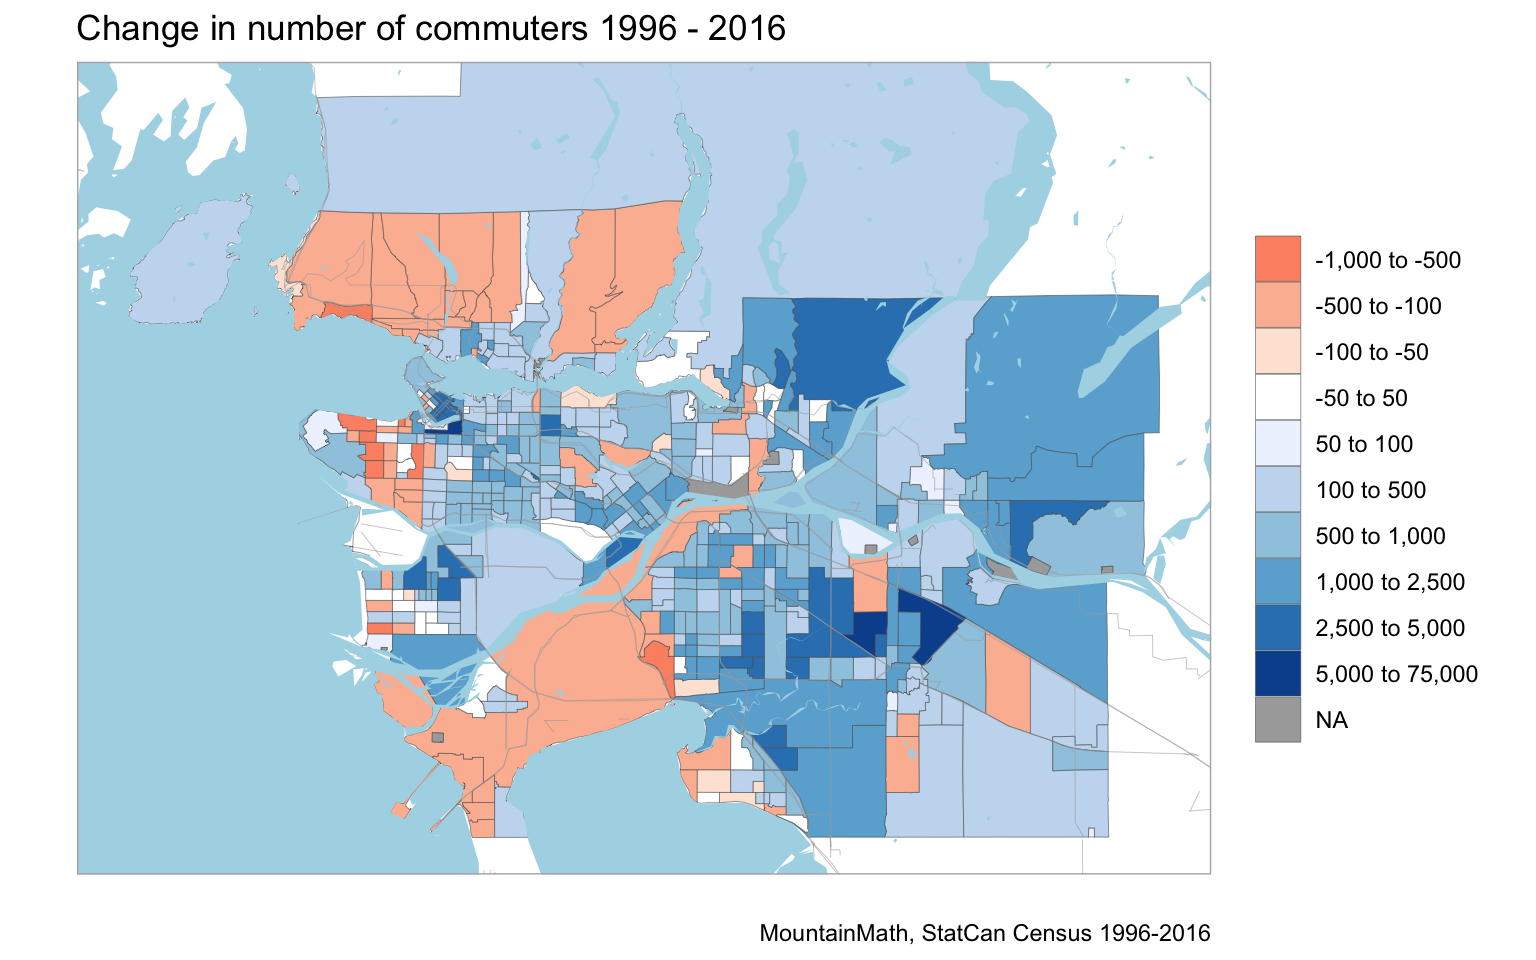 Change in number of commuters 1996 - 2016
-1,000 to -500
-500 to -100
-100 to -50
-50 to 50
50 to 100
100 to 500
500 to 1,000
1,000 to 2,500
2,500 to 5,000
5,000 to 75,000
NA
MountainMath, StatCan Census 1996-2016